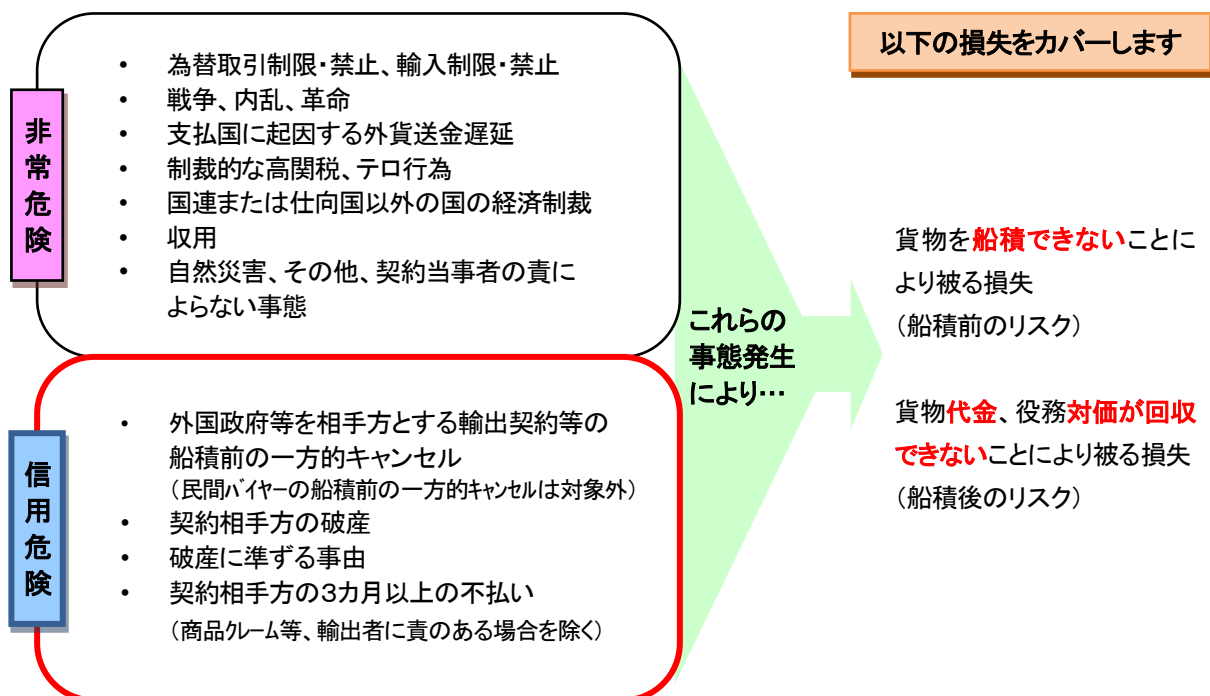 非常危険
• 為替取引制限・禁止、輸入制限・禁止
• 戦争、内乱、革命
• 支払国に起因する外貨送金遅延
• 制裁的な高関税、テロ行為
• 国連または仕向国以外の国の経済制裁
• 収用
• 自然災害、その他、契約当事者の責に
よらない事態
信用危険
• 外国政府等を相手方とする輸出契約等の
船積前の一方的キャンセル
（民間ﾊﾞｲﾔｰの船積前の一方的ｷｬﾝｾﾙは対象外）
• 契約相手方の破産
• 破産に準ずる事由
• 契約相手方の３カ月以上の不払い
（商品ｸﾚｰﾑ等、輸出者に責のある場合を除く）
これらの
事態発生
により…
以下の損失をカバーします
貨物を船積できないことに
より被る損失
（船積前のリスク）
貨物代金、役務対価が回収
できないことにより被る損失
（船積後のリスク）